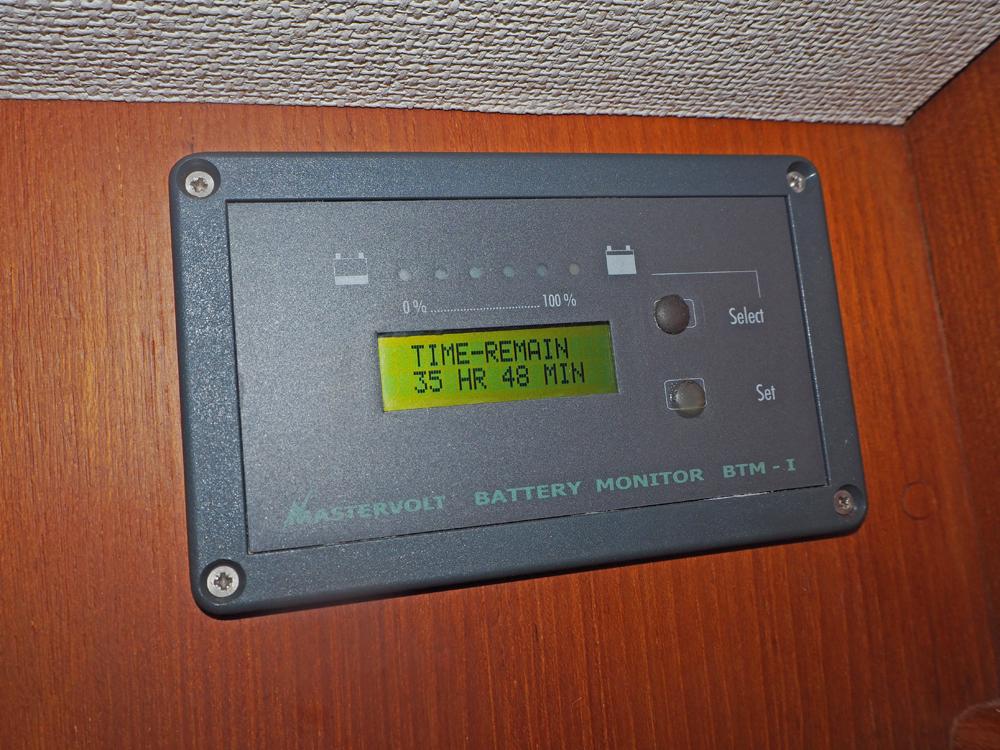 0 % ........................... 100 %
Select
TIME-REMAIN
35 HR 48 MIN
Set
MASTERVOLT BATTERY MONITOR BTM - I